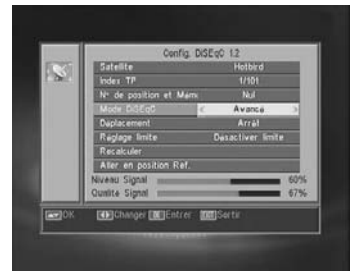 Config. DiSEqC 1.2
Satellite Hotbird
Index TP 1/101
N° de position et Mémo Nul
Mode DiSEqC < Avancé >
Déplacement Arrêt
Réglage limite Désactiver limite
Recalculer
Aller en position Réf.
Niveau Signal 60%
Qualité Signal 67%
OK Changer Entrer EXIT Sortir